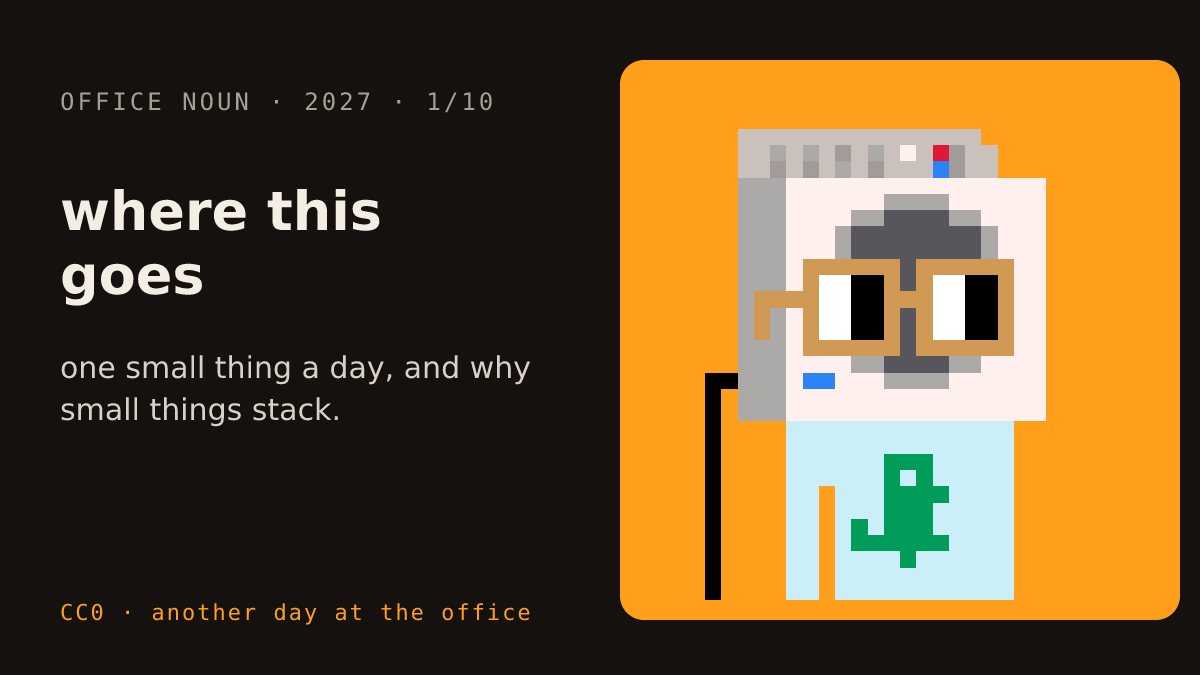 OFFICE NOUN · 2027 · 1/10
where this
goes
one small thing a day, and why
small things stack.
CC0 · another day at the office